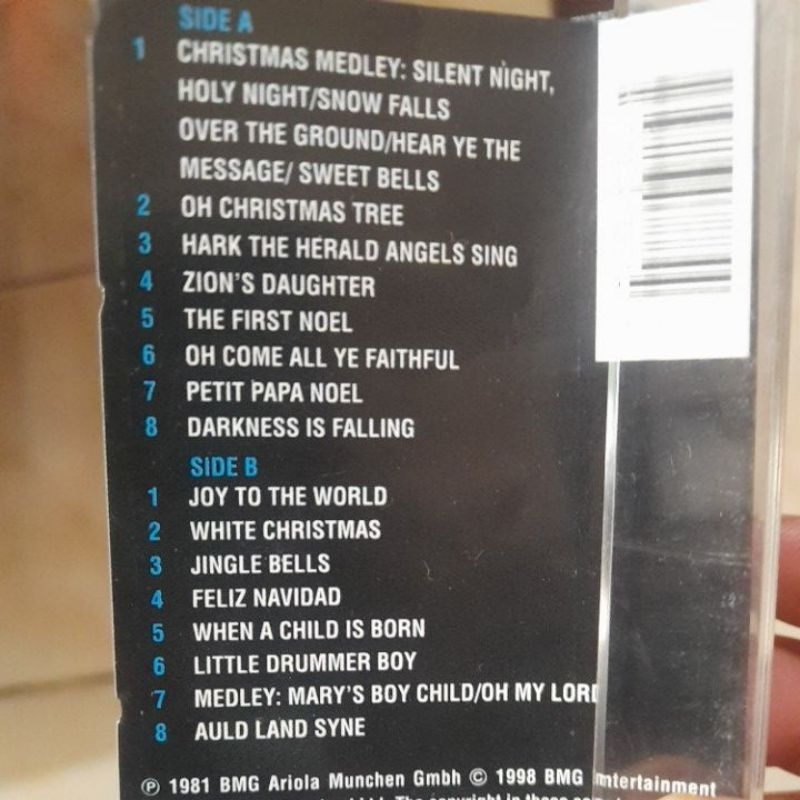 SIDE A
1 CHRISTMAS MEDLEY: SILENT NIGHT,
HOLY NIGHT/SNOW FALLS
OVER THE GROUND/HEAR YE THE
MESSAGE/ SWEET BELLS
2 OH CHRISTMAS TREE
3 HARK THE HERALD ANGELS SING
4 ZION'S DAUGHTER
5 THE FIRST NOEL
6 OH COME ALL YE FAITHFUL
7 PETIT PAPA NOEL
8 DARKNESS IS FALLING
SIDE B
1 JOY TO THE WORLD
2 WHITE CHRISTMAS
3 JINGLE BELLS
4 FELIZ NAVIDAD
5 WHEN A CHILD IS BORN
6 LITTLE DRUMMER BOY
7 MEDLEY: MARY'S BOY CHILD/OH MY LORD
8 AULD LAND SYNE
℗ 1981 BMG Ariola Munchen Gmbh © 1998 BMG
The copyright in these